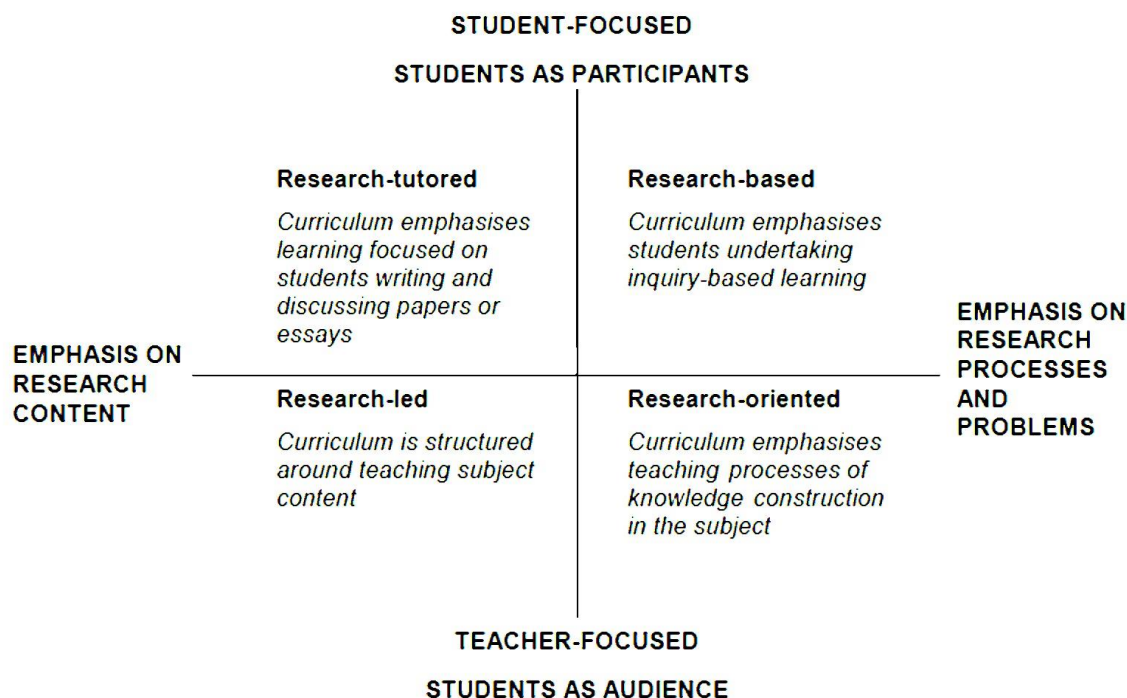 STUDENT-FOCUSED
STUDENTS AS PARTICIPANTS
Research-tutored
Curriculum emphasises
learning focused on
students writing and
discussing papers or
essays
Research-based
Curriculum emphasises
students undertaking
inquiry-based learning
EMPHASIS ON
RESEARCH
CONTENT
EMPHASIS ON
RESEARCH
PROCESSES
AND
PROBLEMS
Research-led
Curriculum is structured
around teaching subject
content
Research-oriented
Curriculum emphasises
teaching processes of
knowledge construction
in the subject
TEACHER-FOCUSED
STUDENTS AS AUDIENCE